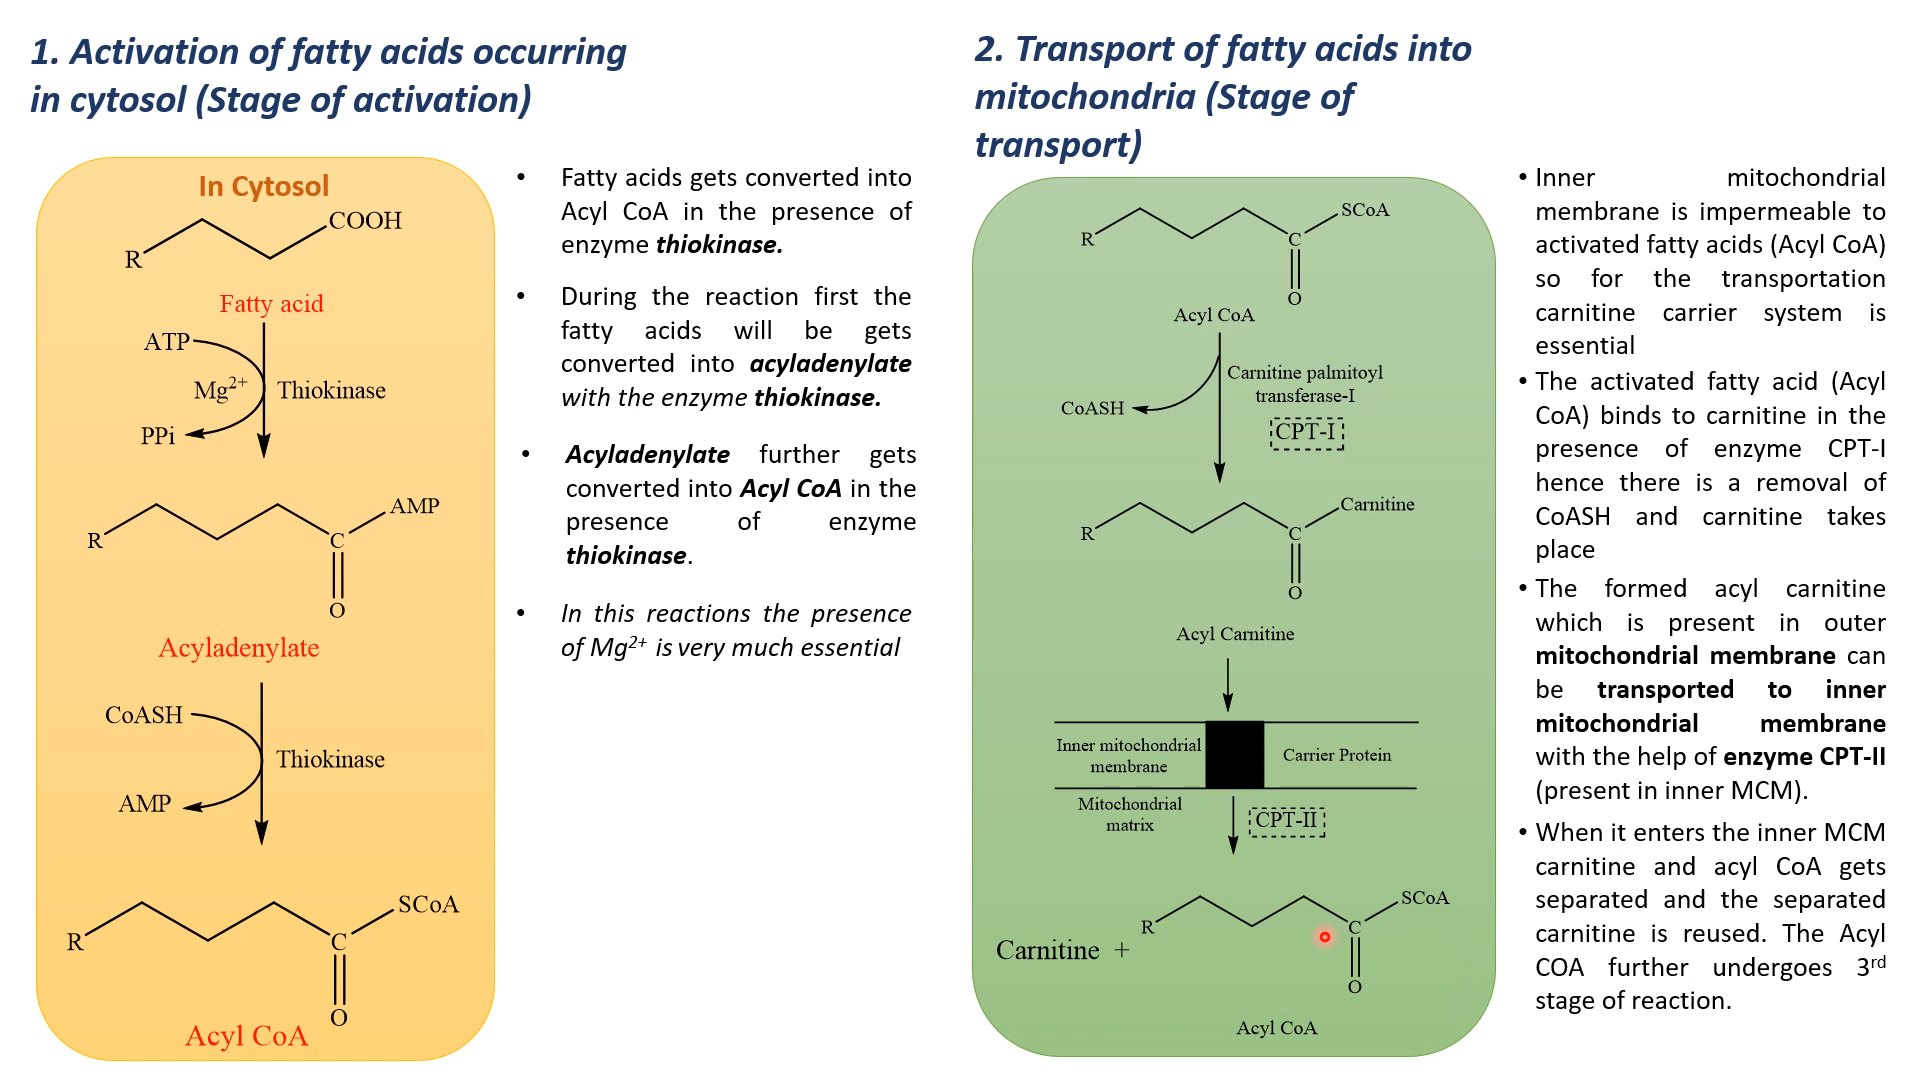 1. Activation of fatty acids occurring
in cytosol (Stage of activation)
In Cytosol
COOH
R
Fatty acid
ATP
Mg²⁺
Thiokinase
PPi
AMP
R
C
O
Acyladenylate
CoASH
Thiokinase
AMP
SCoA
R
C
O
Acyl CoA
• Fatty acids gets converted into
Acyl CoA in the presence of
enzyme thiokinase.
• During the reaction first the
fatty acids will be gets
converted into acyladenylate
with the enzyme thiokinase.
• Acyladenylate further gets
converted into Acyl CoA in the
presence of enzyme
thiokinase.
• In this reactions the presence
of Mg²⁺ is very much essential
2. Transport of fatty acids into
mitochondria (Stage of
transport)
SCoA
R
C
O
Acyl CoA
Carnitine palmitoyl
transferase-I
CoASH
CPT-I
Carnitine
R
C
O
Acyl Carnitine
Inner mitochondrial
membrane
Carrier Protein
Mitochondrial
matrix
CPT-II
SCoA
R
C
Carnitine +
O
Acyl CoA
• Inner mitochondrial
membrane is impermeable to
activated fatty acids (Acyl CoA)
so for the transportation
carnitine carrier system is
essential
• The activated fatty acid (Acyl
CoA) binds to carnitine in the
presence of enzyme CPT-I
hence there is a removal of
CoASH and carnitine takes
place
• The formed acyl carnitine
which is present in outer
mitochondrial membrane can
be transported to inner
mitochondrial membrane
with the help of enzyme CPT-II
(present in inner MCM).
• When it enters the inner MCM
carnitine and acyl CoA gets
separated and the separated
carnitine is reused. The Acyl
COA further undergoes 3rd
stage of reaction.